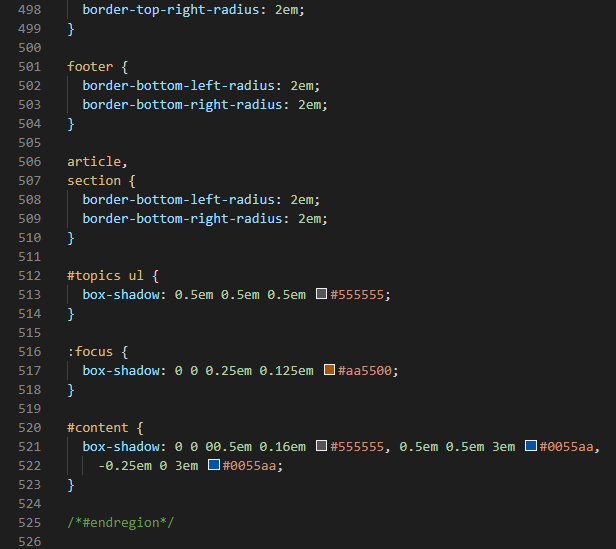 498 border-top-right-radius: 2em;
499 }
500
501 footer {
502 border-bottom-left-radius: 2em;
503 border-bottom-right-radius: 2em;
504 }
505
506 article,
507 section {
508 border-bottom-left-radius: 2em;
509 border-bottom-right-radius: 2em;
510 }
511
512 #topics ul {
513 box-shadow: 0.5em 0.5em 0.5em #555555;
514 }
515
516 :focus {
517 box-shadow: 0 0 0.25em 0.125em #aa5500;
518 }
519
520 #content {
521 box-shadow: 0 0 00.5em 0.16em #555555, 0.5em 0.5em 3em #0055aa,
522 -0.25em 0 3em #0055aa;
523 }
524
525 /*#endregion*/
526